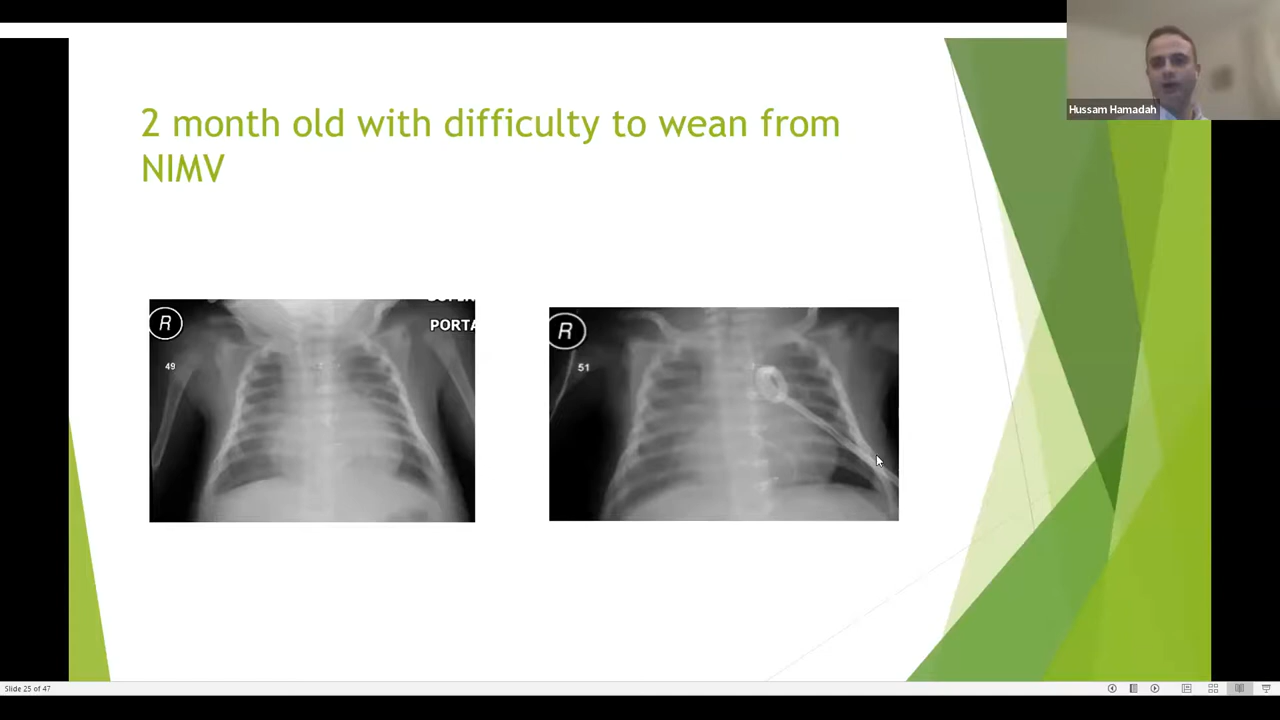 Hussam Hamadah
2 month old with difficulty to wean from
NIMV
R
PORTA
49
R
51
Slide 25 of 47